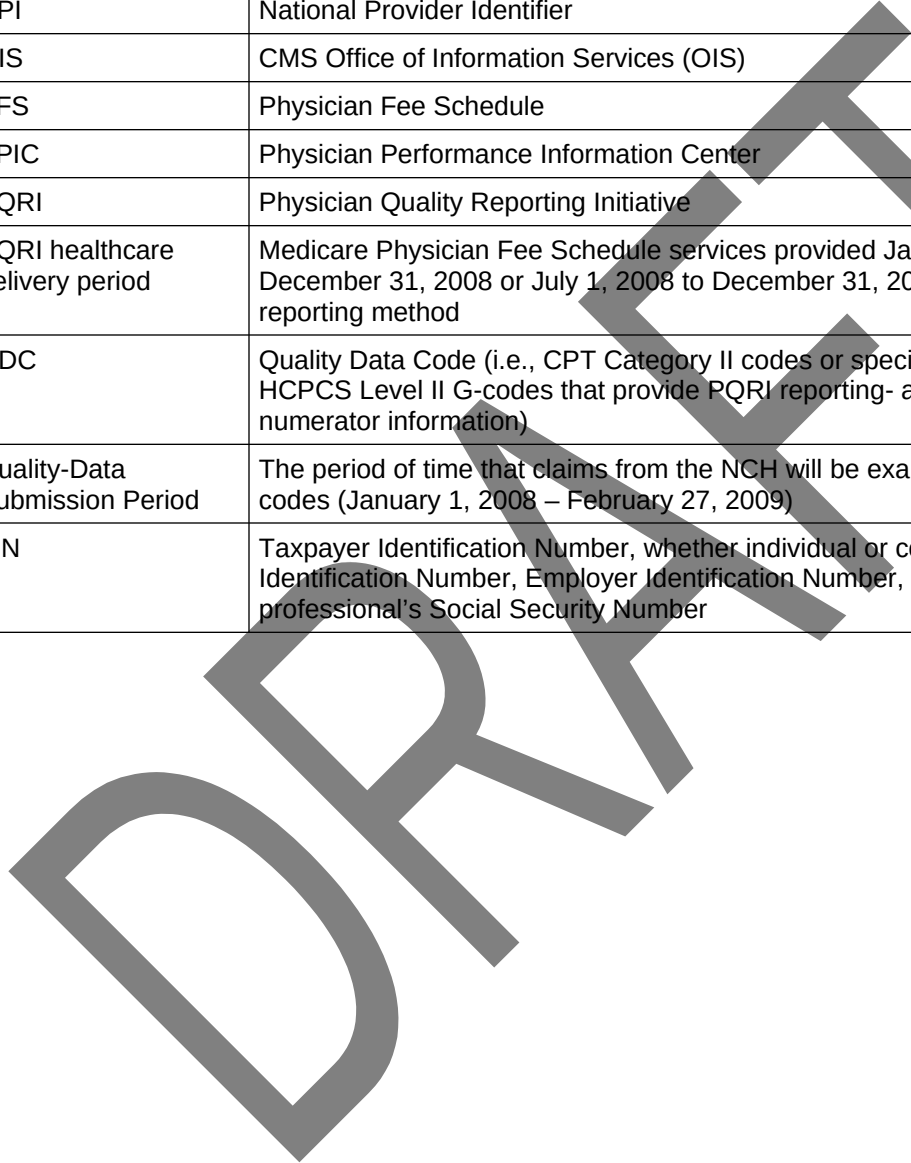 PI National Provider Identifier
IS CMS Office of Information Services (OIS)
FS Physician Fee Schedule
PIC Physician Performance Information Center
QRI Physician Quality Reporting Initiative
QRI healthcare
elivery period
Medicare Physician Fee Schedule services provided Ja
December 31, 2008 or July 1, 2008 to December 31, 20
reporting method
DC
Quality Data Code (i.e., CPT Category II codes or speci
HCPCS Level II G-codes that provide PQRI reporting- a
numerator information)
uality-Data
ubmission Period
The period of time that claims from the NCH will be exa
codes (January 1, 2008 – February 27, 2009)
N
Taxpayer Identification Number, whether individual or c
Identification Number, Employer Identification Number,
professional’s Social Security Number
DRAFT